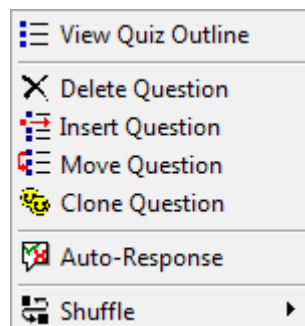 View Quiz Outline
Delete Question
Insert Question
Move Question
Clone Question
Auto-Response
Shuffle